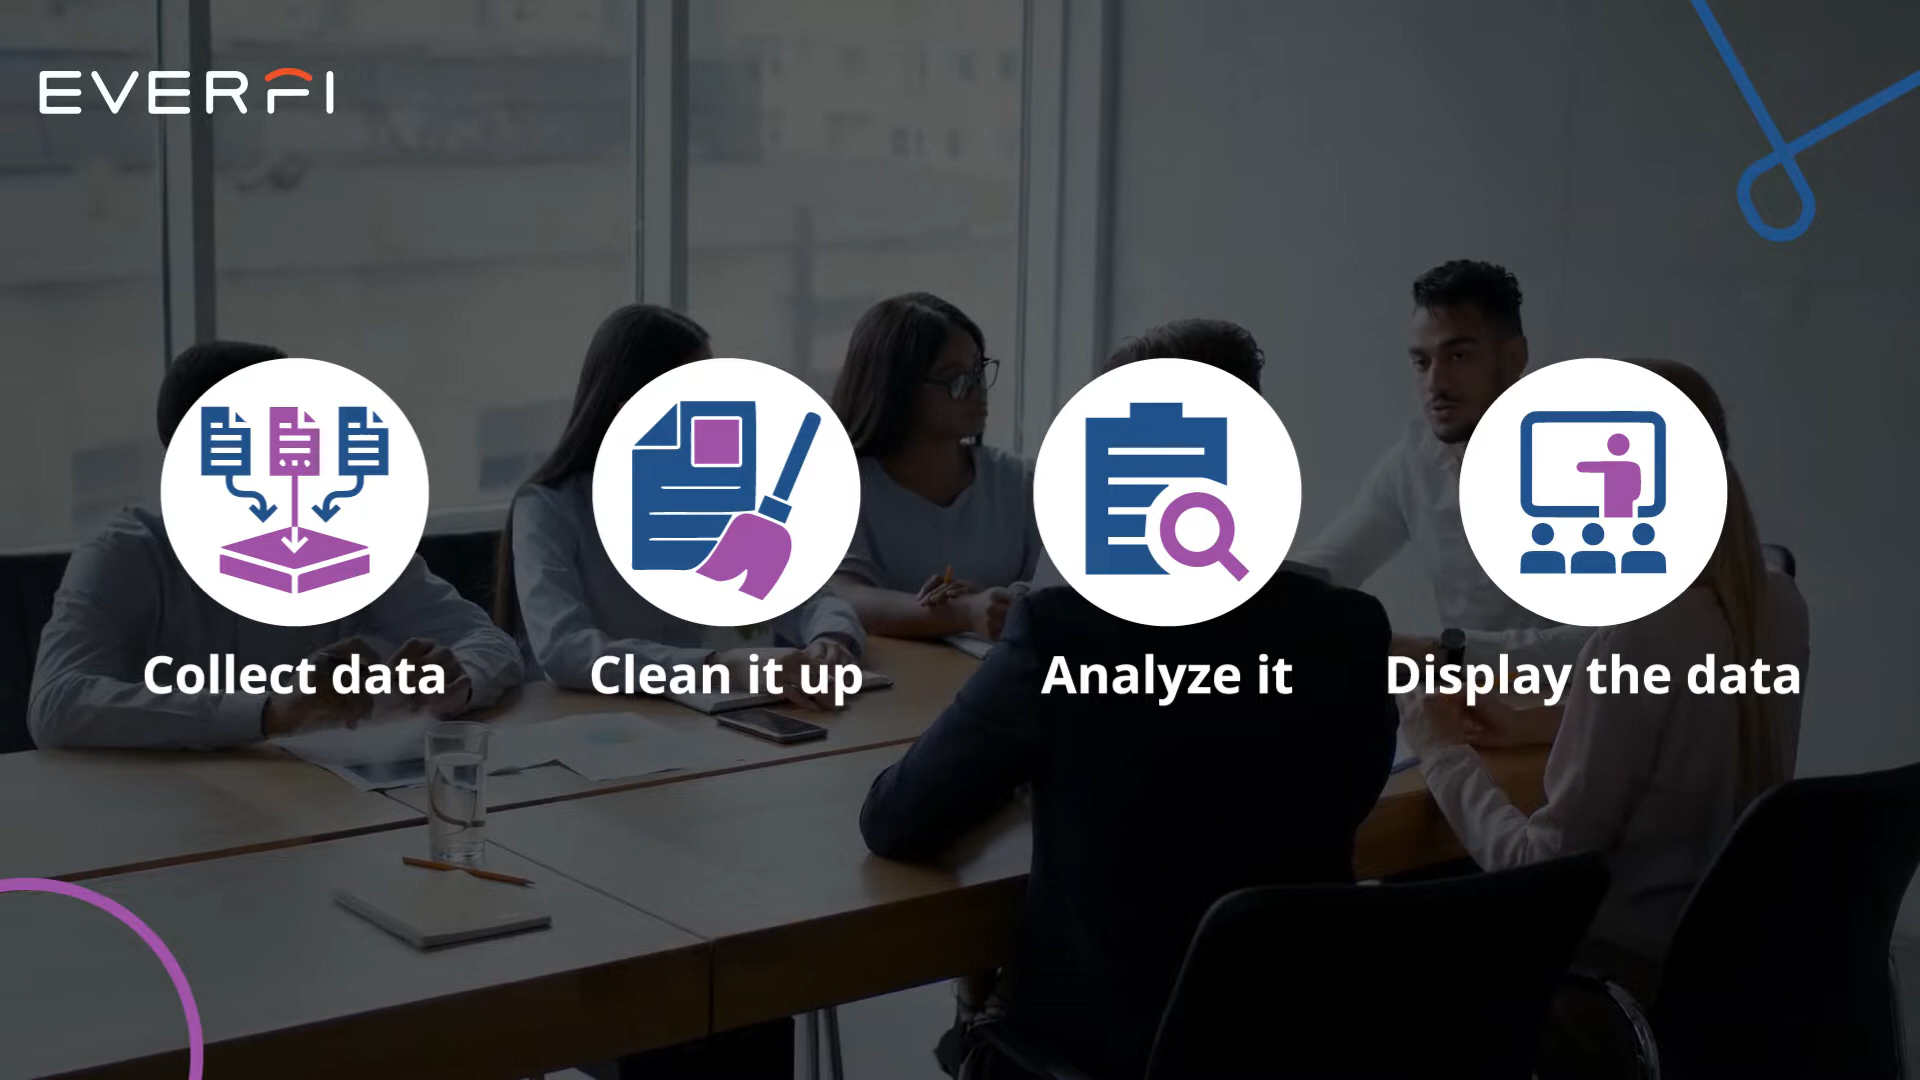 EVERFI
Collect data
Clean it up
Analyze it
Display the data